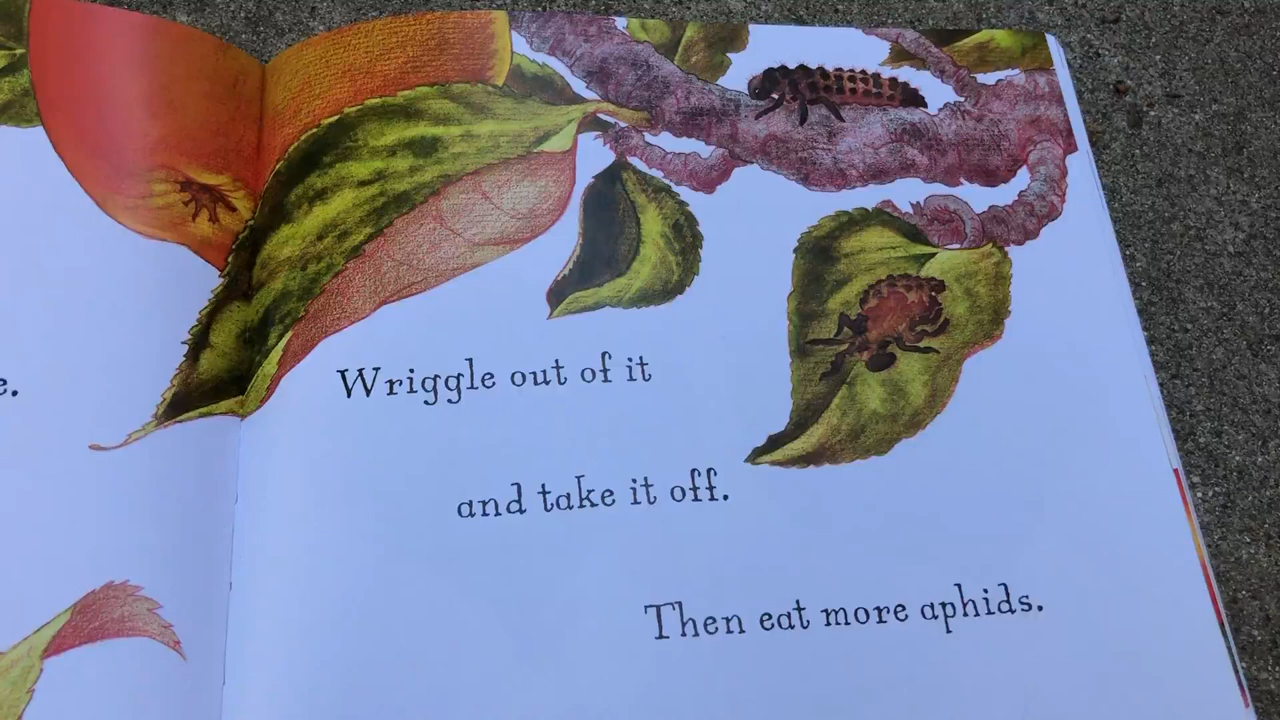 e.
Wriggle out of it
and take it off.
Then eat more aphids.